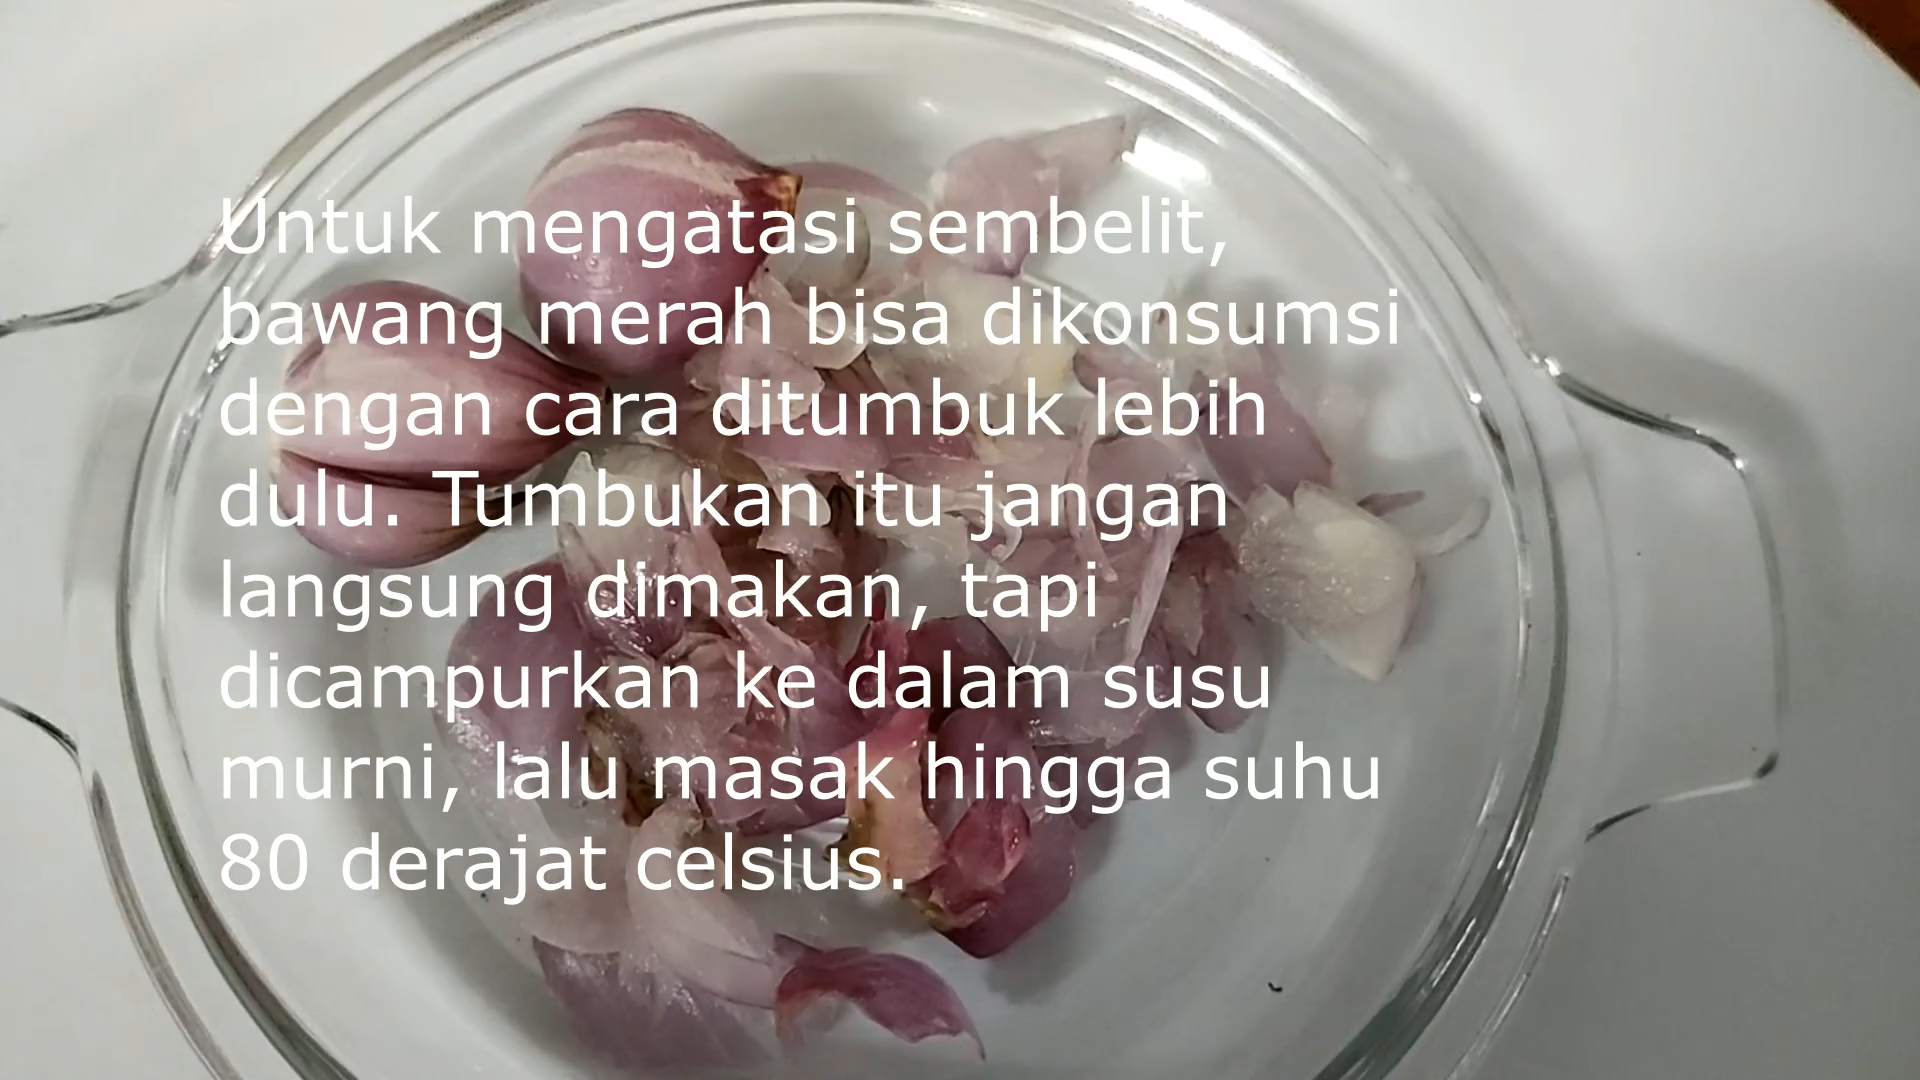 Untuk mengatasi sembelit,
bawang merah bisa dikonsumsi
dengan cara ditumbuk lebih
dulu. Tumbukan itu jangan
langsung dimakan, tapi
dicampurkan ke dalam susu
murni, lalu masak hingga suhu
80 derajat celsius.